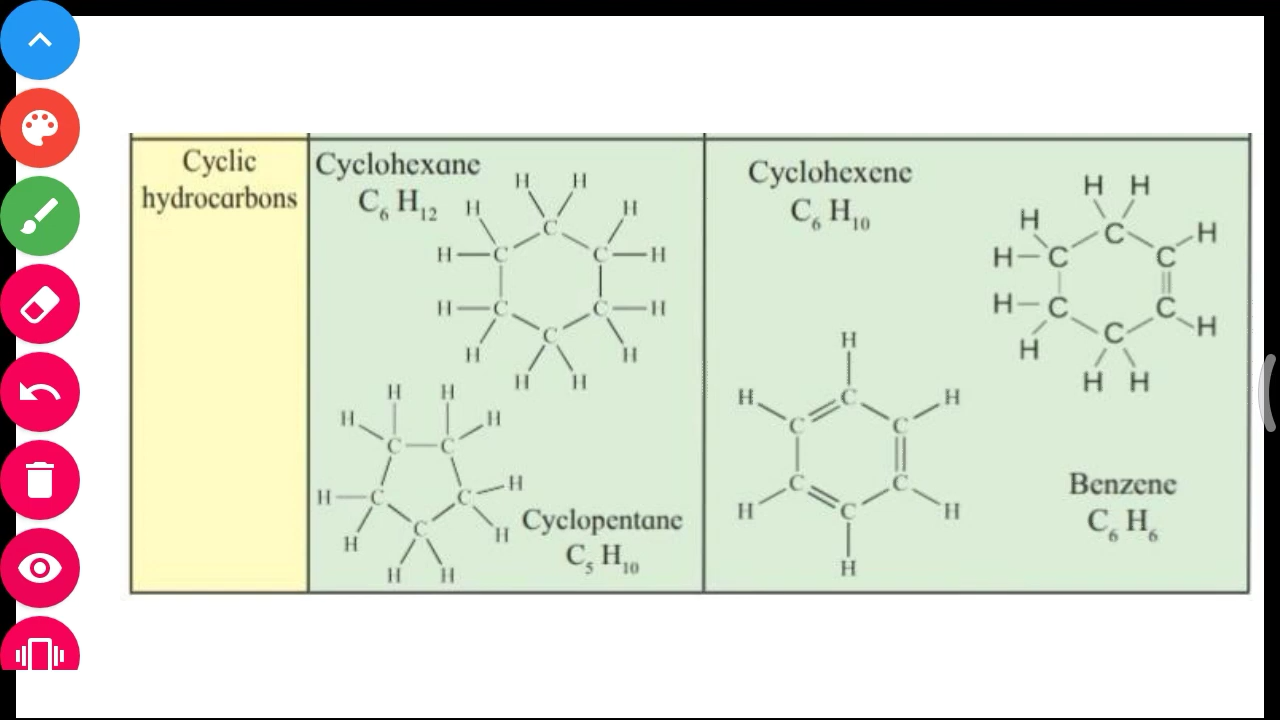 Cyclic
hydrocarbons
Cyclohexane
C₆ H₁₂
H H
H C H
H C C H
H C C H
H C H
H H
H H
H H
C C
H C C H
H C H
H H
Cyclopentane
C₅ H₁₀
Cyclohexene
C₆ H₁₀
H H
H C H
H C C
H C C
H C H
H H
H
H C H
C C
C C
H C H
H
Benzene
C₆ H₆